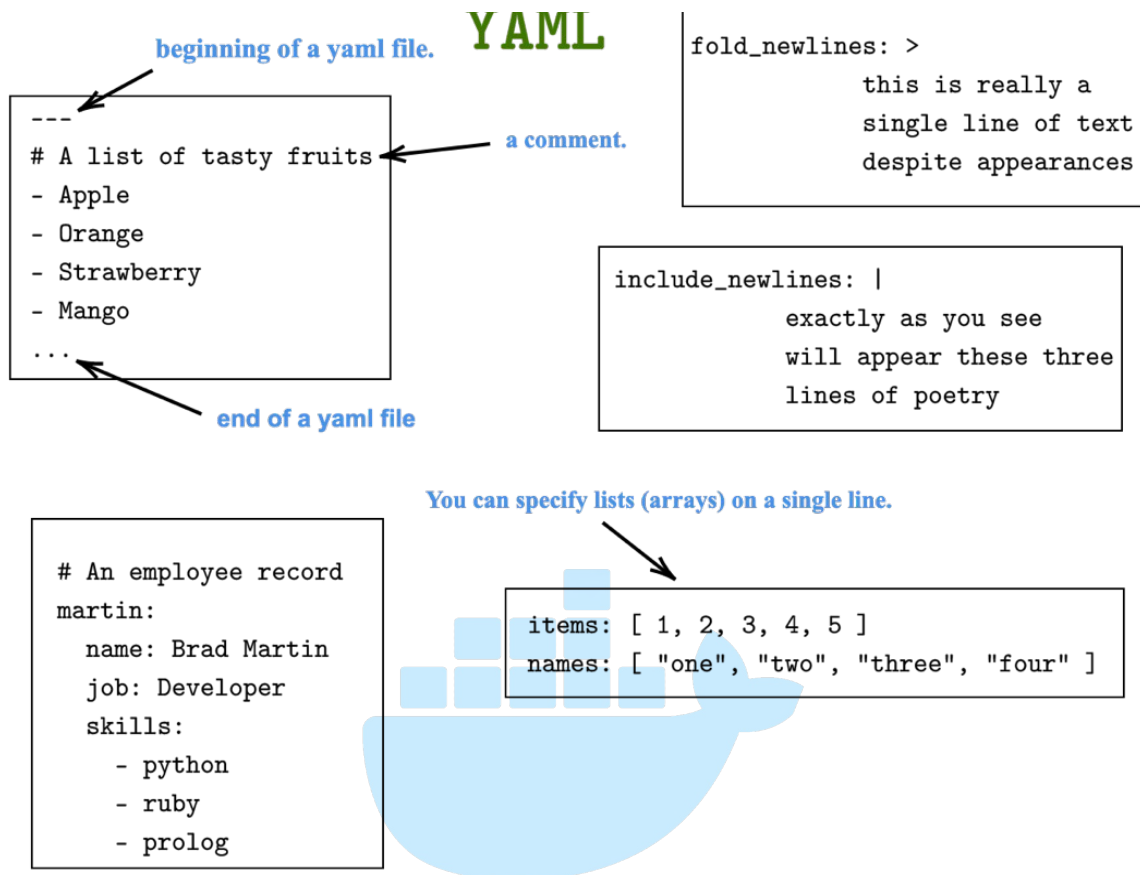 YAML
beginning of a yaml file.
---
# A list of tasty fruits
a comment.
- Apple
- Orange
- Strawberry
- Mango
...
end of a yaml file
fold_newlines: >
this is really a
single line of text
despite appearances
include_newlines: |
exactly as you see
will appear these three
lines of poetry
# An employee record
martin:
  name: Brad Martin
  job: Developer
  skills:
    - python
    - ruby
    - prolog
You can specify lists (arrays) on a single line.
items: [ 1, 2, 3, 4, 5 ]
names: [ "one", "two", "three", "four" ]